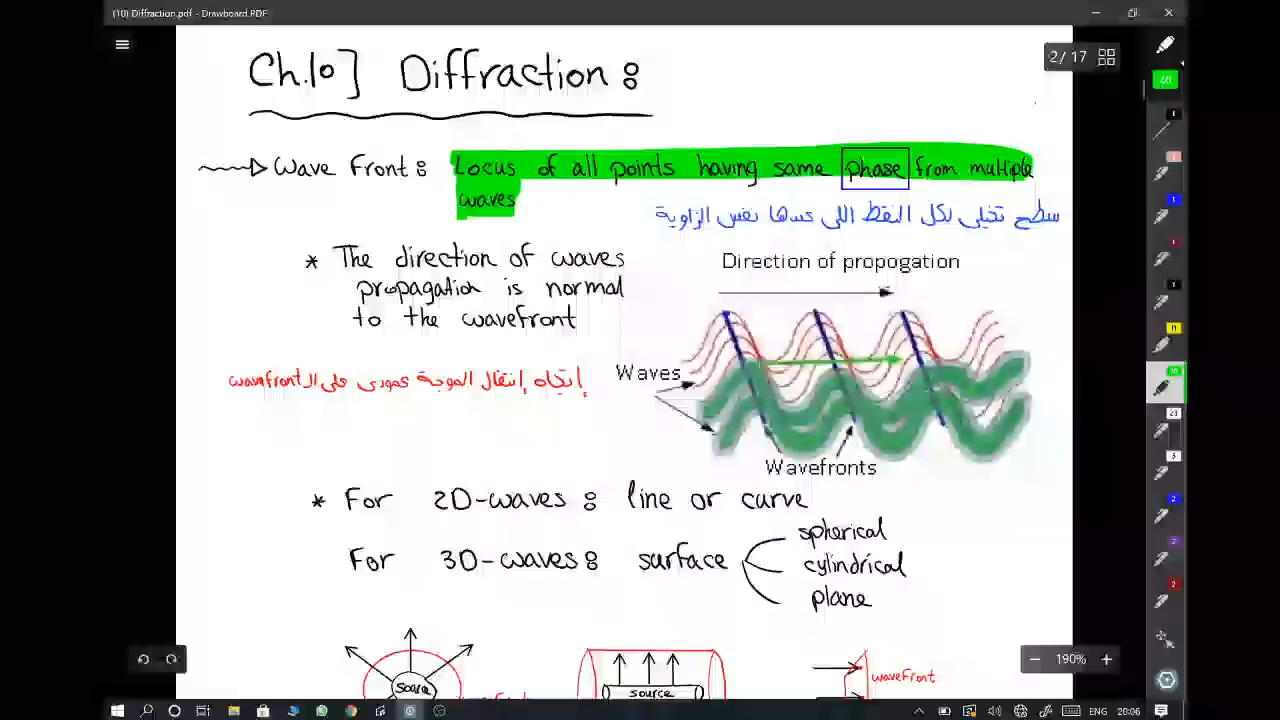 (10) Diffraction.pdf - Drawboard PDF
2/17
Ch.10] Diffraction:
Wave Front: Locus of all points having same phase from multiple
waves
سطح تخيلي لكل النقط اللي عندها نفس الزاوية
* The direction of waves
propagation is normal
to the wavefront
إتجاه إنتقال الموجة عمودي على الـ wavefront
Direction of propogation
Waves
Wavefronts
* For 2D-waves: line or curve
For 3D-waves: surface
spherical
cylindrical
plane
source
source
wavefront
190%
ENG 20:06